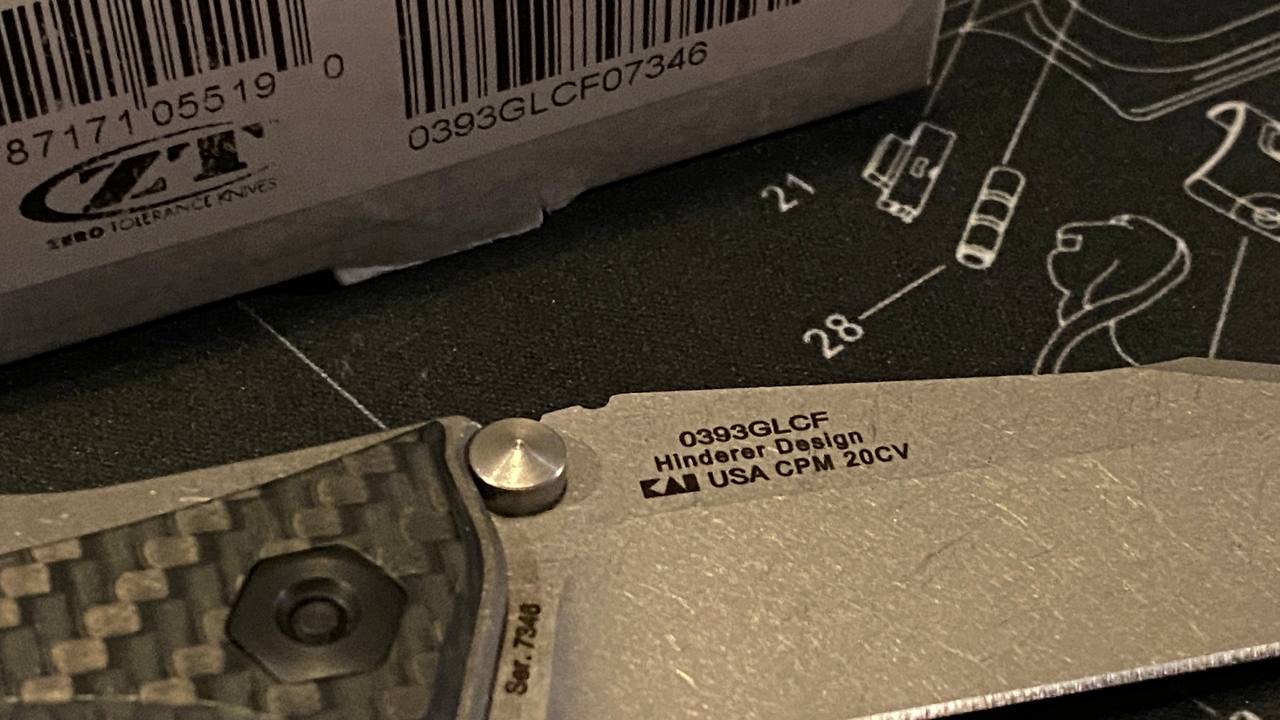 87171 05519 0
0393GLCF07346
ZT
ZERO TOLERANCE KNIVES
21
28
0393GLCF
Hinderer Design
KAI USA CPM 20CV
Ser. 7346